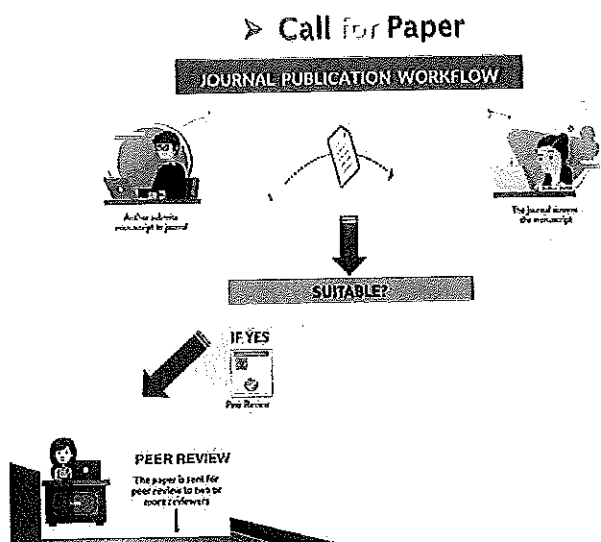 Call for Paper
JOURNAL PUBLICATION WORKFLOW
Author submits
manuscript to journal
The journal screens
the manuscript
SUITABLE?
IF YES
Peer Review
PEER REVIEW
The paper is sent for
peer review to two or
more reviewers